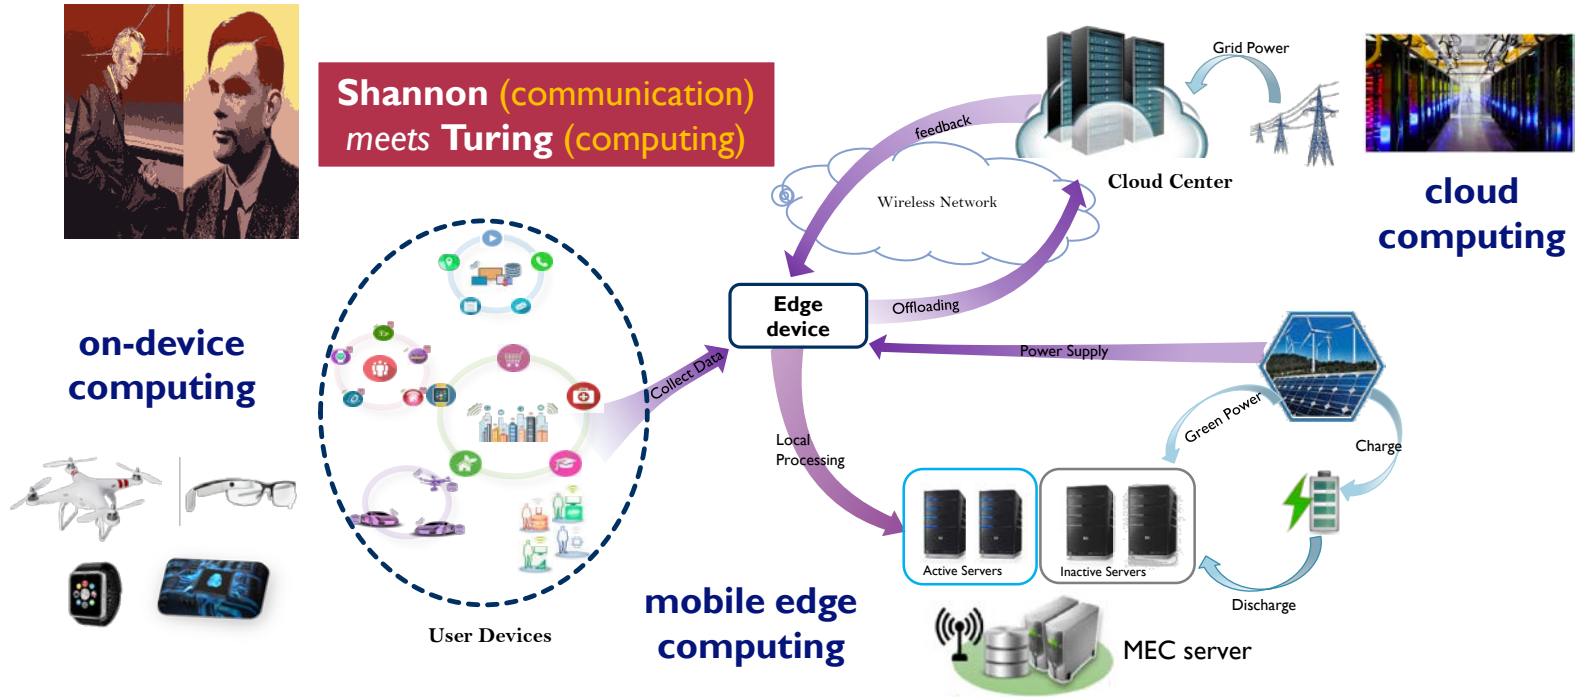 Shannon (communication)
meets Turing (computing)
Grid Power
feedback
Wireless Network
Cloud Center
cloud
computing
Edge
device
Offloading
on-device
computing
Collect Data
Power Supply
Green Power
Charge
Local
Processing
Active Servers
Inactive Servers
Discharge
User Devices
mobile edge
computing
MEC server